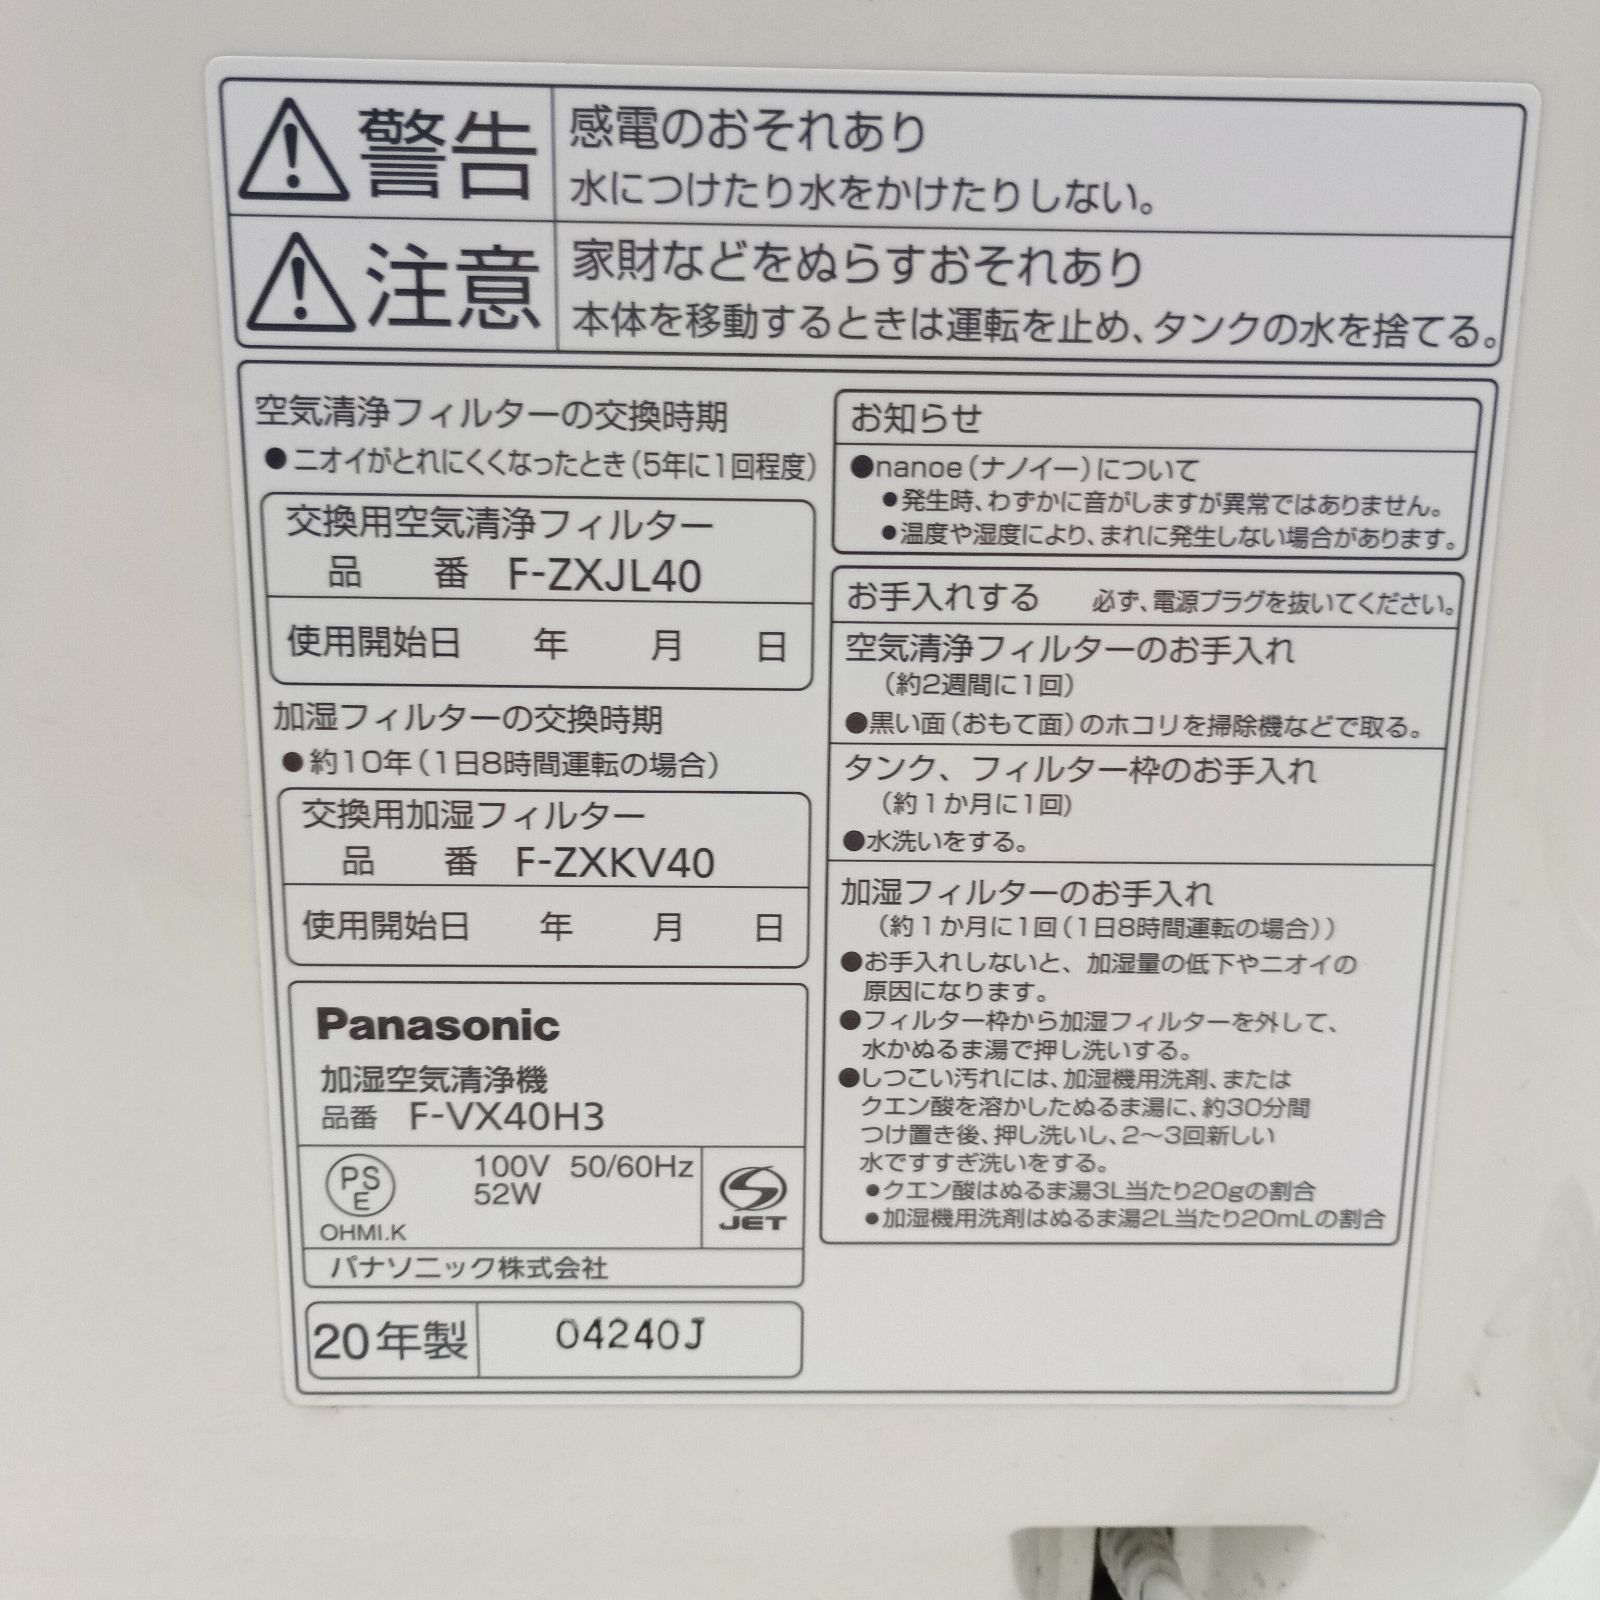 警告
感電のおそれあり
水につけたり水をかけたりしない。
注意
家財などをぬらすおそれあり
本体を移動するときは運転を止め、タンクの水を捨てる。
空気清浄フィルターの交換時期
●ニオイがとれにくくなったとき（5年に1回程度）
交換用空気清浄フィルター
品 番 F-ZXJL40
使用開始日 年 月 日
加湿フィルターの交換時期
●約10年（1日8時間運転の場合）
交換用加湿フィルター
品 番 F-ZXKV40
使用開始日 年 月 日
Panasonic
加湿空気清浄機
品番 F-VX40H3
PS
E
OHMI.K
100V 50/60Hz
52W
JET
パナソニック株式会社
20年製 04240J
お知らせ
●nanoe（ナノイー）について
●発生時、わずかに音がしますが異常ではありません。
●温度や湿度により、まれに発生しない場合があります。
お手入れする 必ず、電源プラグを抜いてください。
空気清浄フィルターのお手入れ
（約2週間に1回）
●黒い面（おもて面）のホコリを掃除機などで取る。
タンク、フィルター枠のお手入れ
（約1か月に1回）
●水洗いをする。
加湿フィルターのお手入れ
（約1か月に1回（1日8時間運転の場合））
●お手入れしないと、加湿量の低下やニオイの
原因になります。
●フィルター枠から加湿フィルターを外して、
水かぬるま湯で押し洗いする。
●しつこい汚れには、加湿機用洗剤、または
クエン酸を溶かしたぬるま湯に、約30分間
つけ置き後、押し洗いし、2～3回新しい
水ですすぎ洗いをする。
●クエン酸はぬるま湯3L当たり20gの割合
●加湿機用洗剤はぬるま湯2L当たり20mLの割合